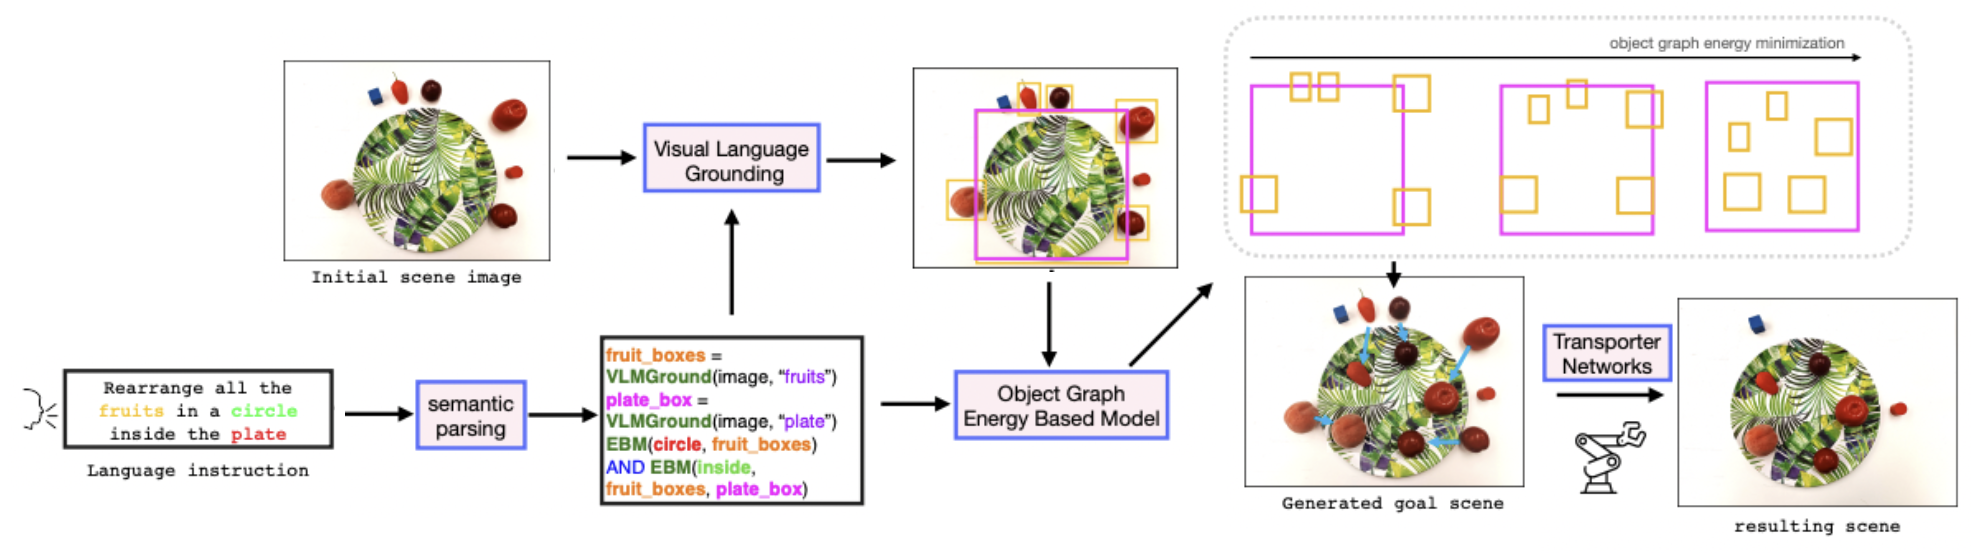 object graph energy minimization
Visual Language
Grounding
Initial scene image
Rearrange all the
fruits in a circle
inside the plate
Language instruction
semantic
parsing
fruit_boxes =
VLMGround(image, “fruits”)
plate_box =
VLMGround(image, “plate”)
EBM(circle, fruit_boxes)
AND EBM(inside,
fruit_boxes, plate_box)
Object Graph
Energy Based Model
Generated goal scene
Transporter
Networks
resulting scene